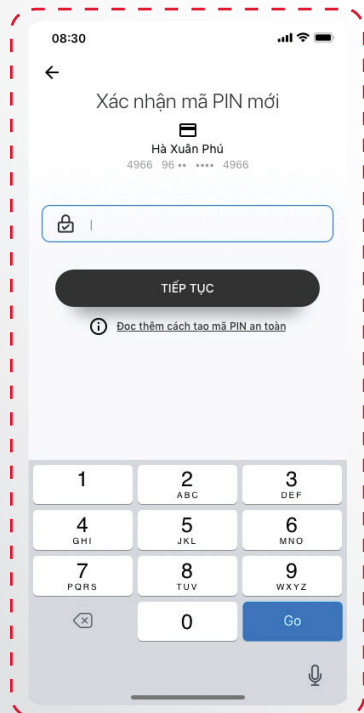 08:30
Xác nhận mã PIN mới
Hà Xuân Phú
4966 96•• •••• 4966
TIẾP TỤC
Đọc thêm cách tạo mã PIN an toàn
1
2
ABC
3
DEF
4
GHI
5
JKL
6
MNO
7
PQRS
8
TUV
9
WXYZ
0
Go